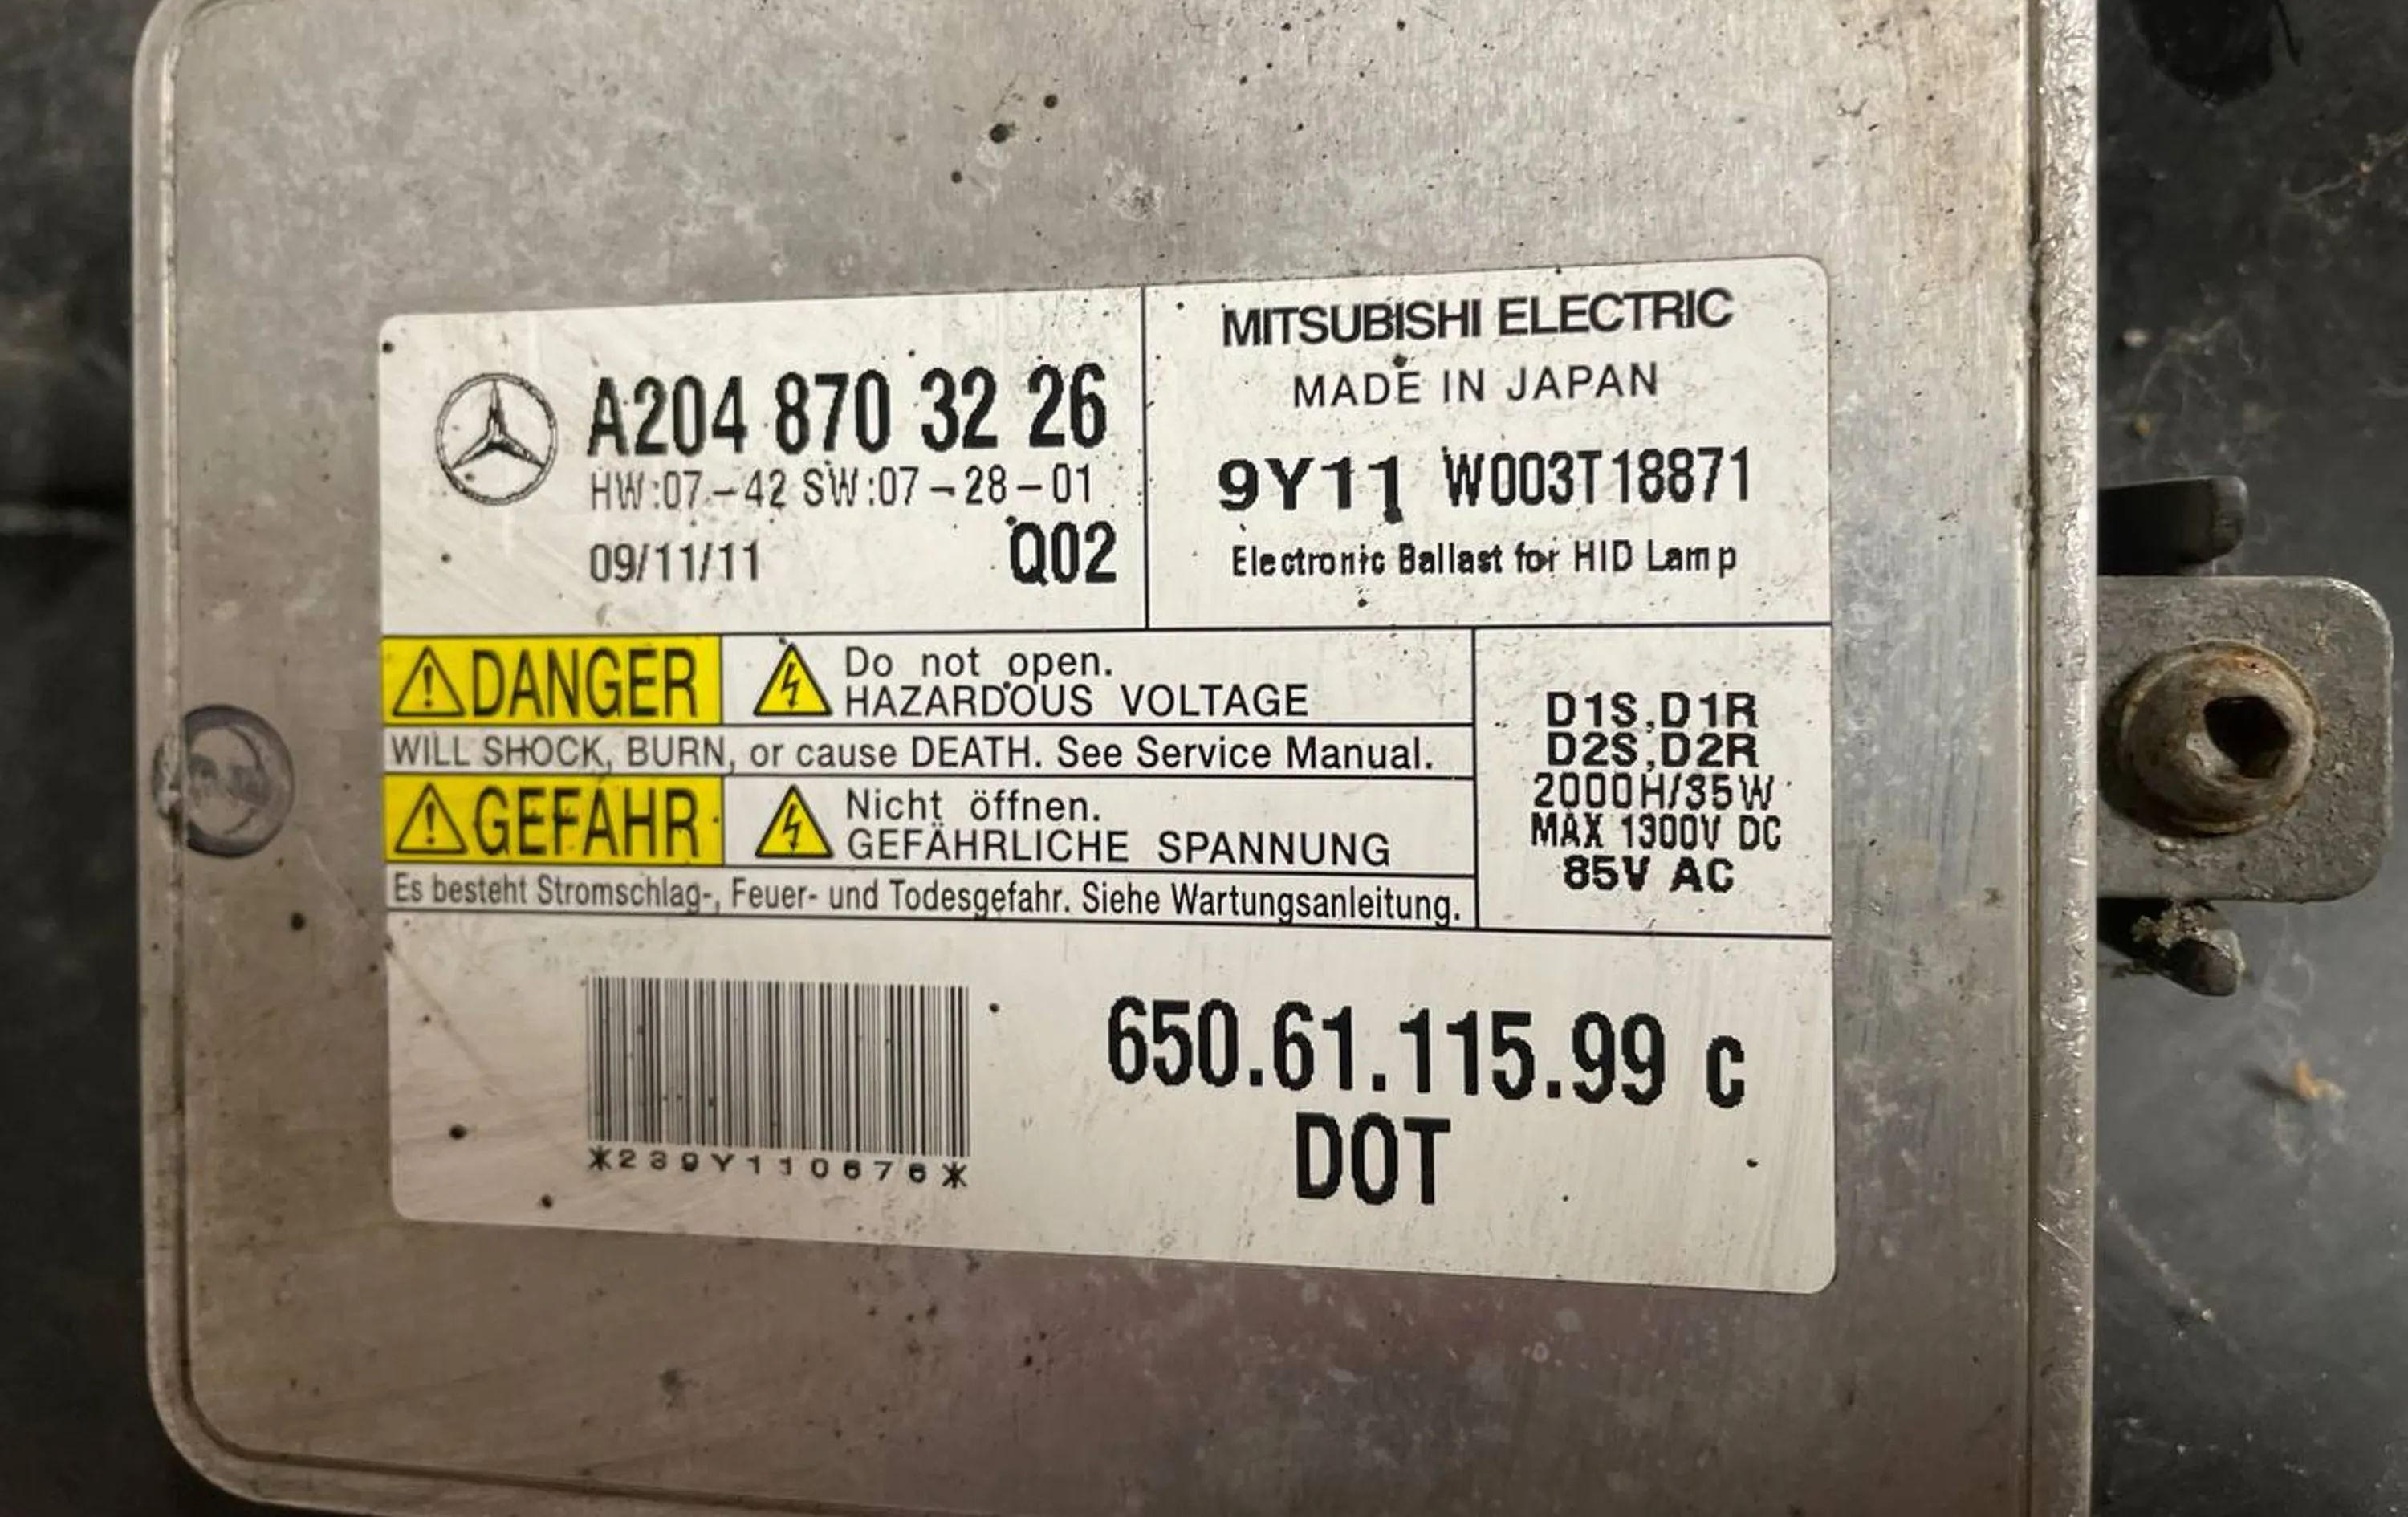 A204 870 32 26
HW:07-42 SW:07-28-01
09/11/11 Q02
MITSUBISHI ELECTRIC
MADE IN JAPAN
9Y11 W003T18871
Electronic Ballast for HID Lamp
DANGER
Do not open.
HAZARDOUS VOLTAGE
WILL SHOCK, BURN, or cause DEATH. See Service Manual.
GEFAHR
Nicht öffnen.
GEFÄHRLICHE SPANNUNG
Es besteht Stromschlag-, Feuer- und Todesgefahr. Siehe Wartungsanleitung.
D1S,D1R
D2S,D2R
2000H/35W
MAX 1300V DC
85V AC
*239Y110676*
650.61.115.99 c
DOT